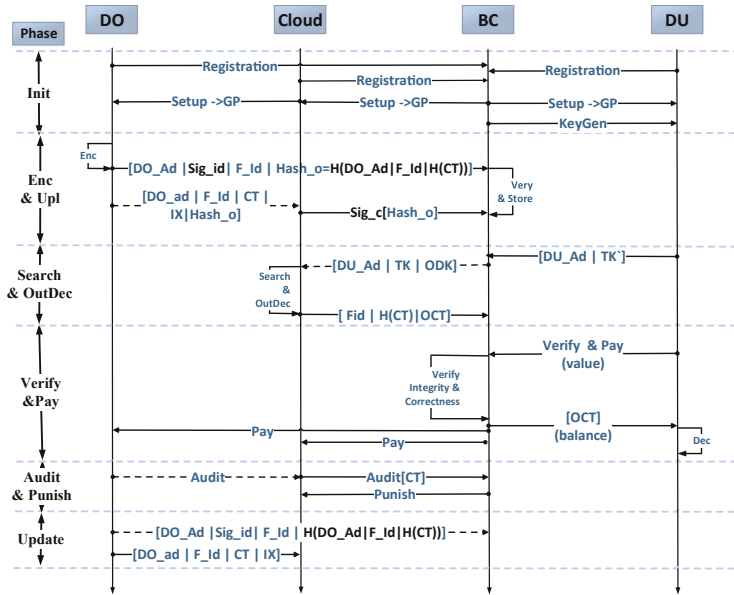 DO Cloud BC DU
Phase
Registration Registration
Registration
Init
Setup ->GP Setup ->GP Setup ->GP
KeyGen
Enc
[DO_Ad |Sig_id| F_Id | Hash_o=H(DO_Ad|F_Id|H(CT))]
Enc
& Upl
Very
& Store
[DO_ad | F_Id | CT |
IX|Hash_o]
Sig_c[Hash_o]
[DU_Ad | TK`]
[DU_Ad | TK | ODK]
Search
& OutDec
Search
&
OutDec
[ Fid | H(CT)|OCT]
Verify & Pay
(value)
Verify
Integrity &
Correctness
Verify
&Pay
[OCT]
(balance)
Pay
Pay
Dec
Audit
& Punish
Audit Audit[CT]
Punish
Update
[DO_Ad |Sig_id| F_Id | H(DO_Ad|F_Id|H(CT))]
[DO_ad | F_Id | CT | IX]